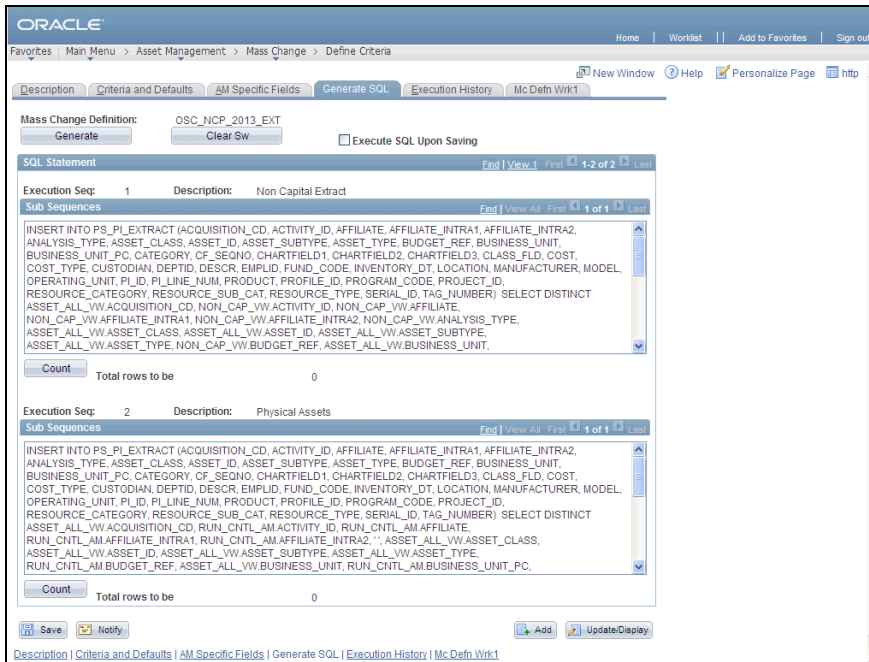 ORACLE
Home | Worklist || Add to Favorites | Sign out
Favorites | Main Menu > Asset Management > Mass Change > Define Criteria
New Window Help Personalize Page http
Description Criteria and Defaults AM Specific Fields Generate SQL Execution History Mc Defn Wrk1
Mass Change Definition: OSC_NCP_2013_EXT
Generate Clear Sw Execute SQL Upon Saving
SQL Statement Find | View 1 First 1-2 of 2 Last
Execution Seq: 1 Description: Non Capital Extract
Sub Sequences Find | View All First 1 of 1 Last
INSERT INTO PS_PI_EXTRACT (ACQUISITION_CD, ACTIVITY_ID, AFFILIATE, AFFILIATE_INTRA1, AFFILIATE_INTRA2,
ANALYSIS_TYPE, ASSET_CLASS, ASSET_ID, ASSET_SUBTYPE, ASSET_TYPE, BUDGET_REF, BUSINESS_UNIT,
BUSINESS_UNIT_PC, CATEGORY, CF_SEQNO, CHARTFIELD1, CHARTFIELD2, CHARTFIELD3, CLASS_FLD, COST,
COST_TYPE, CUSTODIAN, DEPTID, DESCR, EMPLID, FUND_CODE, INVENTORY_DT, LOCATION, MANUFACTURER, MODEL,
OPERATING_UNIT, PI_ID, PI_LINE_NUM, PRODUCT, PROFILE_ID, PROGRAM_CODE, PROJECT_ID,
RESOURCE_CATEGORY, RESOURCE_SUB_CAT, RESOURCE_TYPE, SERIAL_ID, TAG_NUMBER) SELECT DISTINCT
ASSET_ALL_VW.ACQUISITION_CD, NON_CAP_VW.ACTIVITY_ID, NON_CAP_VW.AFFILIATE,
NON_CAP_VW.AFFILIATE_INTRA1, NON_CAP_VW.AFFILIATE_INTRA2, NON_CAP_VW.ANALYSIS_TYPE,
ASSET_ALL_VW.ASSET_CLASS, ASSET_ALL_VW.ASSET_ID, ASSET_ALL_VW.ASSET_SUBTYPE,
ASSET_ALL_VW.ASSET_TYPE, NON_CAP_VW.BUDGET_REF, ASSET_ALL_VW.BUSINESS_UNIT,
Count Total rows to be 0
Execution Seq: 2 Description: Physical Assets
Sub Sequences Find | View All First 1 of 1 Last
INSERT INTO PS_PI_EXTRACT (ACQUISITION_CD, ACTIVITY_ID, AFFILIATE, AFFILIATE_INTRA1, AFFILIATE_INTRA2,
ANALYSIS_TYPE, ASSET_CLASS, ASSET_ID, ASSET_SUBTYPE, ASSET_TYPE, BUDGET_REF, BUSINESS_UNIT,
BUSINESS_UNIT_PC, CATEGORY, CF_SEQNO, CHARTFIELD1, CHARTFIELD2, CHARTFIELD3, CLASS_FLD, COST,
COST_TYPE, CUSTODIAN, DEPTID, DESCR, EMPLID, FUND_CODE, INVENTORY_DT, LOCATION, MANUFACTURER, MODEL,
OPERATING_UNIT, PI_ID, PI_LINE_NUM, PRODUCT, PROFILE_ID, PROGRAM_CODE, PROJECT_ID,
RESOURCE_CATEGORY, RESOURCE_SUB_CAT, RESOURCE_TYPE, SERIAL_ID, TAG_NUMBER) SELECT DISTINCT
ASSET_ALL_VW.ACQUISITION_CD, RUN_CNTL_AM.ACTIVITY_ID, RUN_CNTL_AM.AFFILIATE,
RUN_CNTL_AM.AFFILIATE_INTRA1, RUN_CNTL_AM.AFFILIATE_INTRA2, ' ', ASSET_ALL_VW.ASSET_CLASS,
ASSET_ALL_VW.ASSET_ID, ASSET_ALL_VW.ASSET_SUBTYPE, ASSET_ALL_VW.ASSET_TYPE,
RUN_CNTL_AM.BUDGET_REF, ASSET_ALL_VW.BUSINESS_UNIT, RUN_CNTL_AM.BUSINESS_UNIT_PC,
Count Total rows to be 0
Save Notify Add Update/Display
Description | Criteria and Defaults | AM Specific Fields | Generate SQL | Execution History | Mc Defn Wrk1